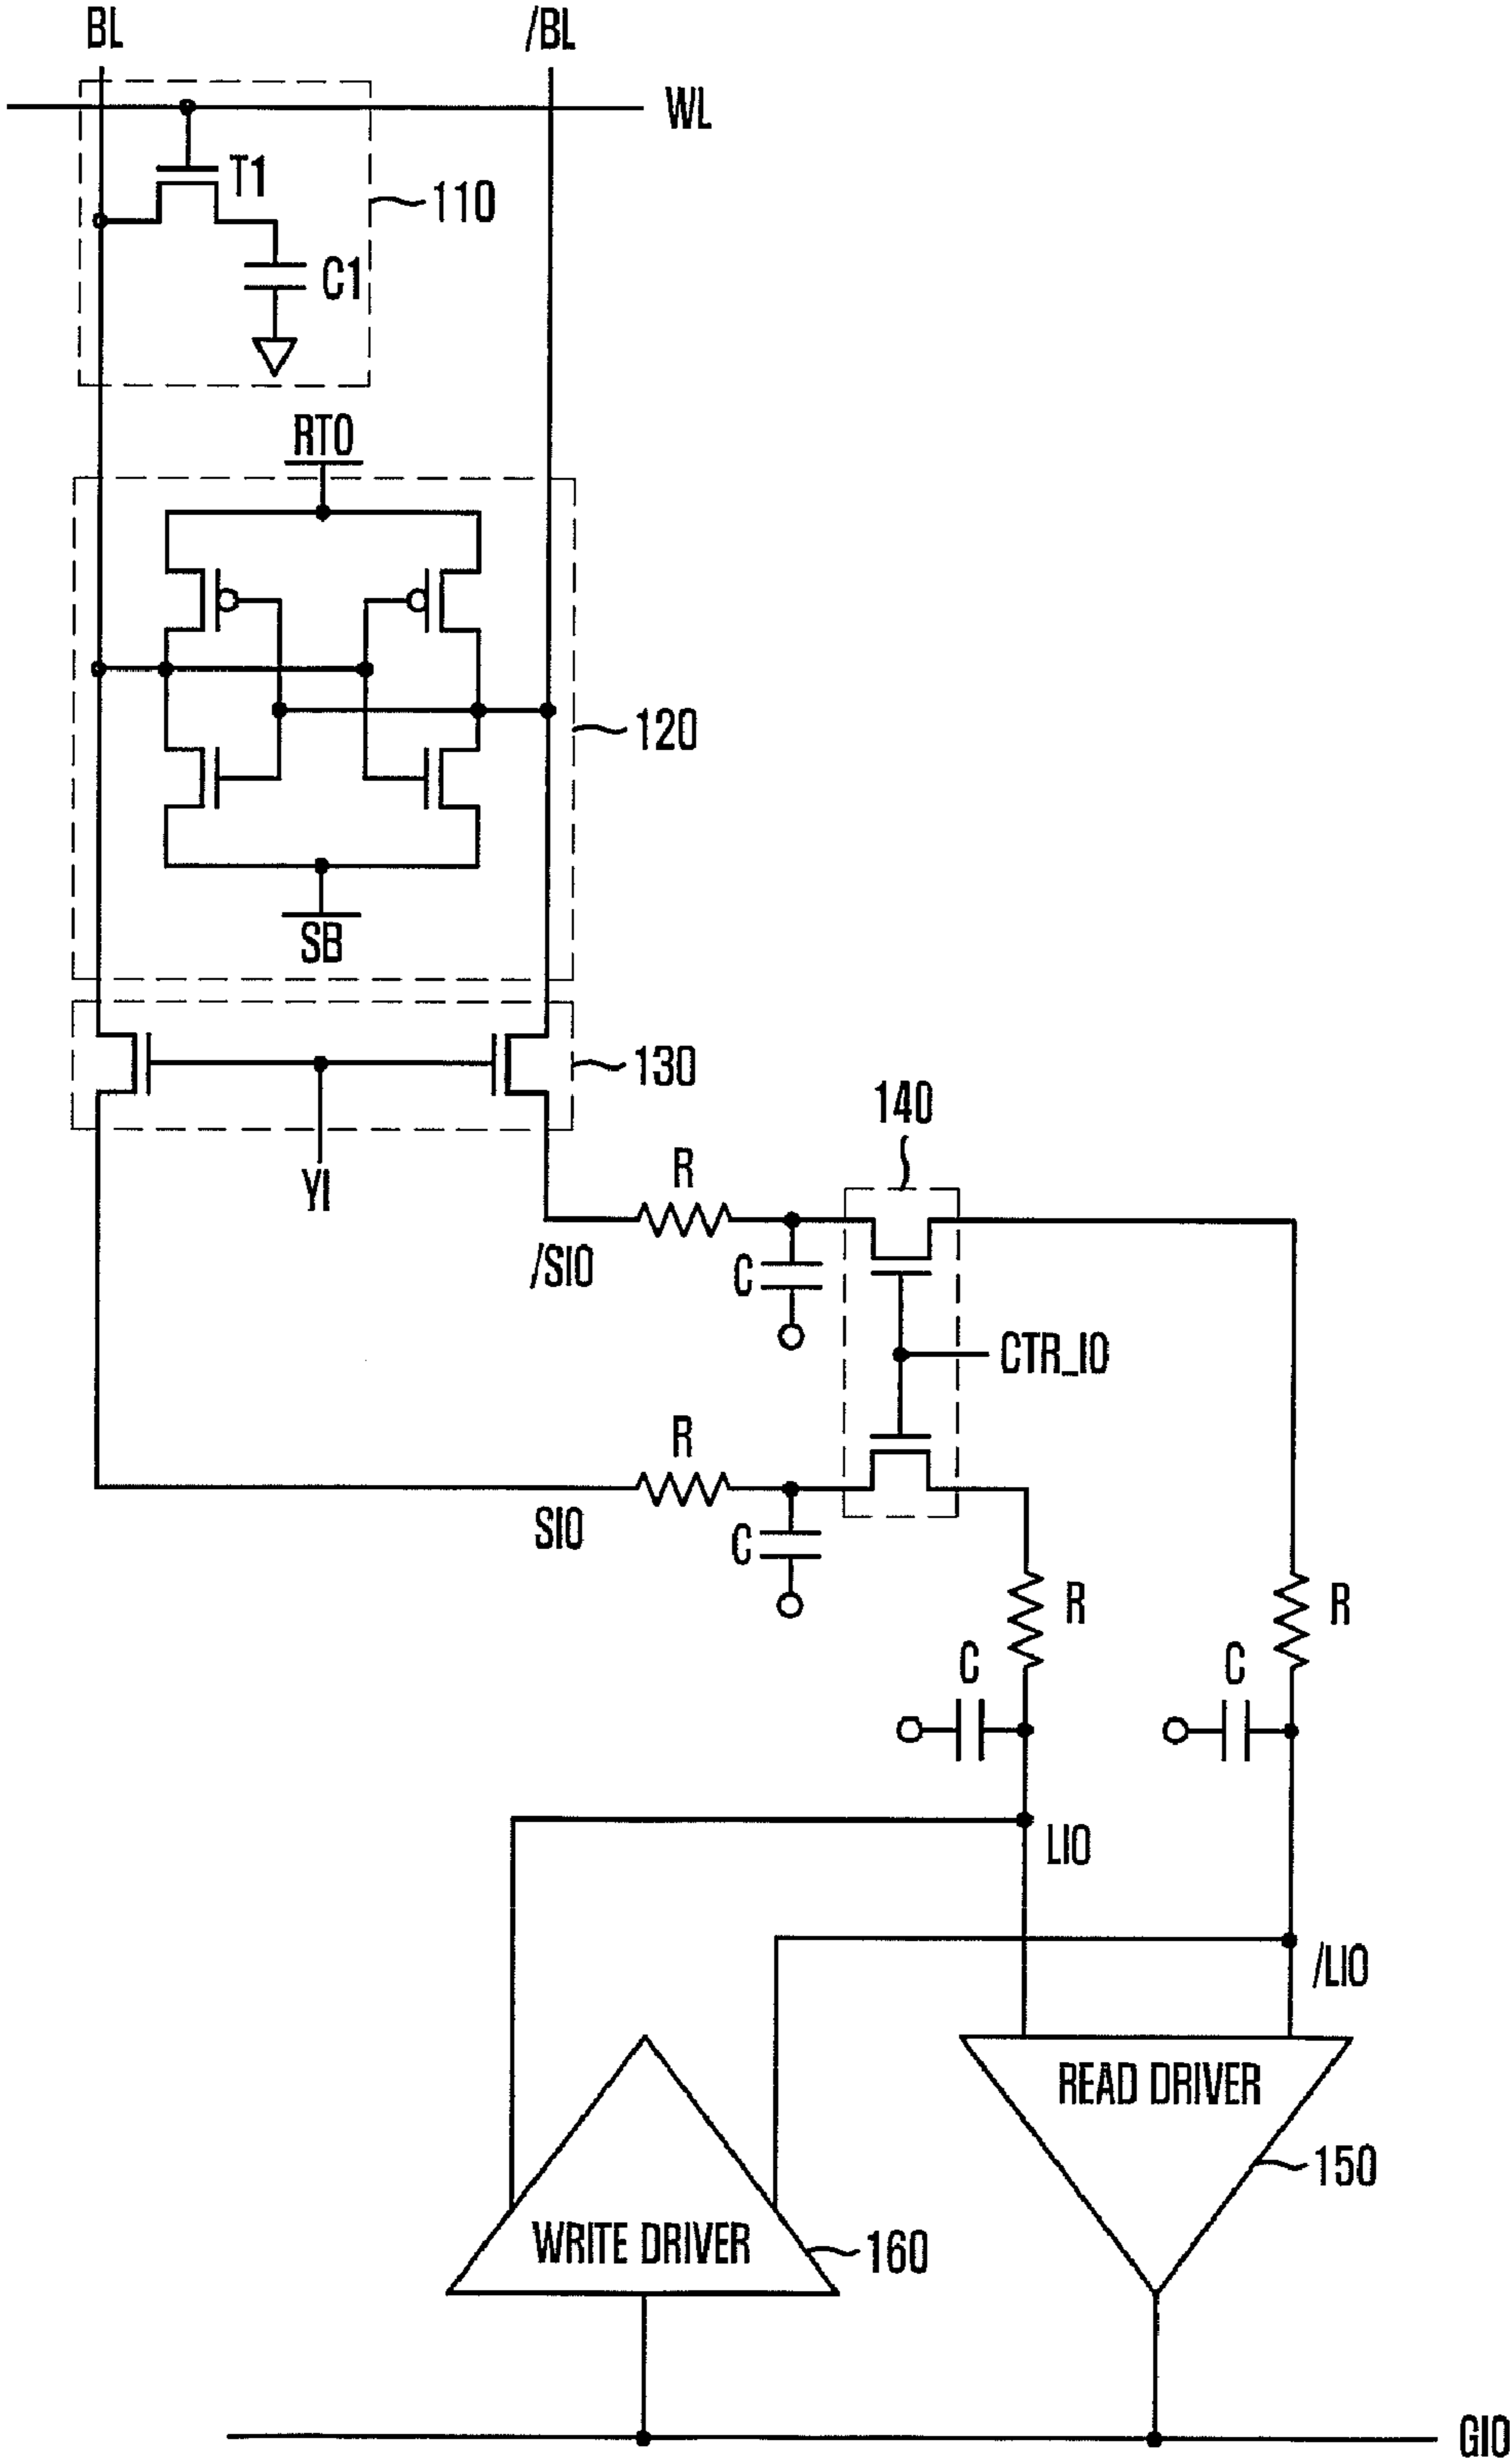 BL
/BL
WL
T1
110
C1
RTO
120
SB
130
140
YI
R
/SIO
C
CTR_IO
R
SIO
C
R
R
C
C
LIO
/LIO
READ DRIVER
150
WRITE DRIVER
160
GIO